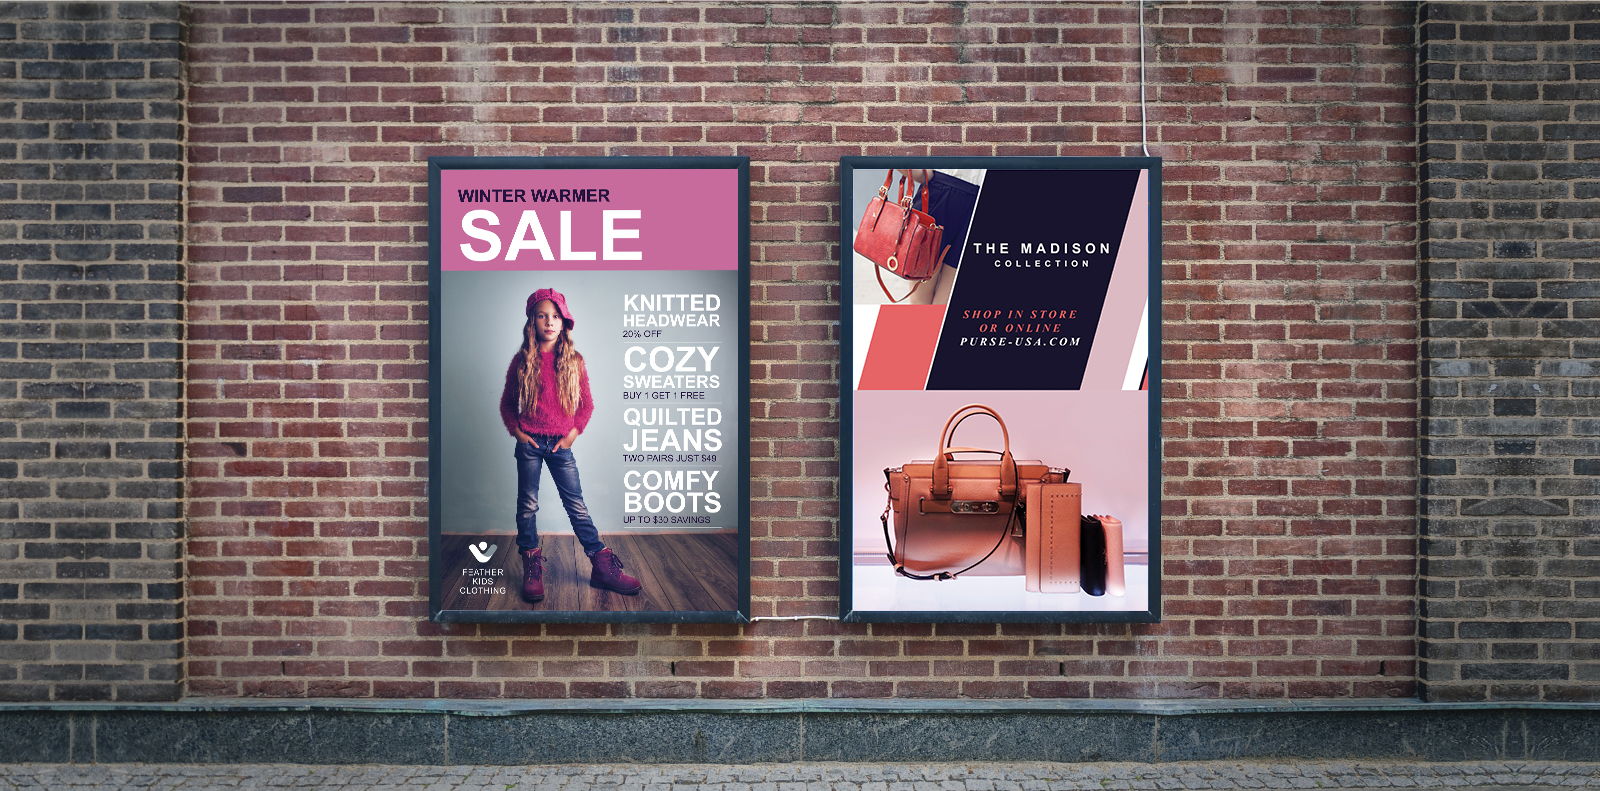 WINTER WARMER
SALE
KNITTED
HEADWEAR
20% OFF
COZY
SWEATERS
BUY 1 GET 1 FREE
QUILTED
JEANS
TWO PAIRS JUST $49
COMFY
BOOTS
UP TO $30 SAVINGS
FEATHER
KIDS
CLOTHING
THE MADISON
COLLECTION
SHOP IN STORE
OR ONLINE
PURSE-USA.COM